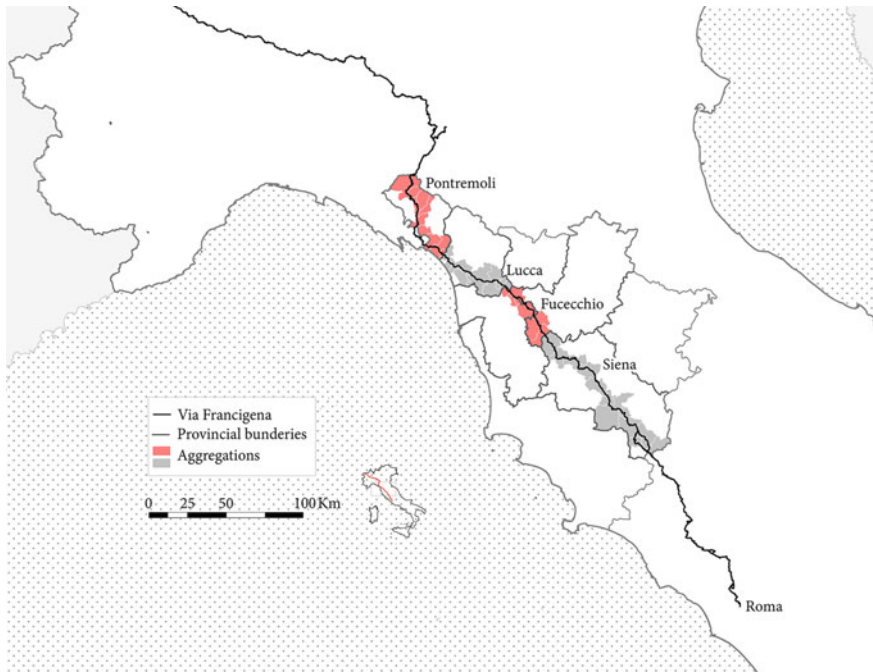 Pontremoli
Lucca
Fucecchio
Siena
Via Francigena
Provincial bunderies
Aggregations
0 25 50 100 Km
Roma